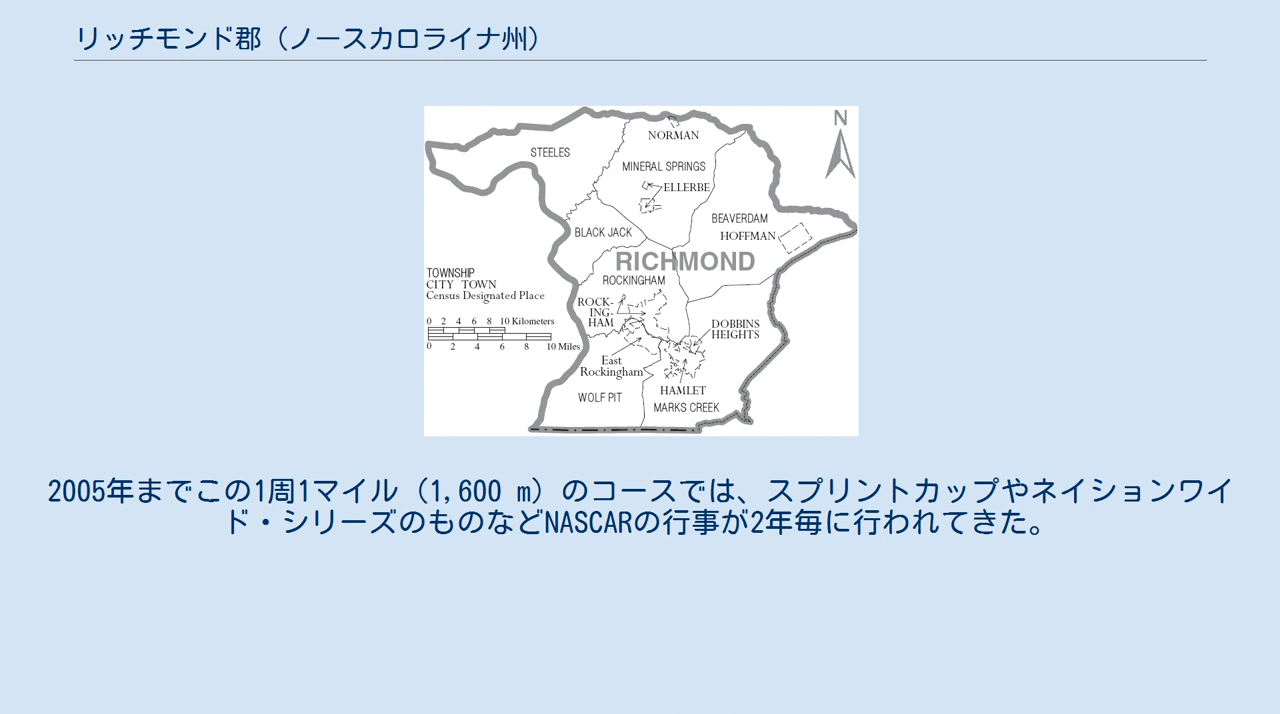 リッチモンド郡（ノースカロライナ州）
N
NORMAN
STEELES
MINERAL SPRINGS
ELLERBE
BEAVERDAM
BLACK JACK
HOFFMAN
RICHMOND
TOWNSHIP
CITY TOWN
Census Designated Place
ROCKINGHAM
ROCK-
ING-
HAM
0 2 4 6 8 10 Kilometers
0 2 4 6 8 10 Miles
DOBBINS
HEIGHTS
East
Rockingham
HAMLET
WOLF PIT
MARKS CREEK
2005年までこの1周1マイル（1,600 m）のコースでは、スプリントカップやネイションワイ
ド・シリーズのものなどNASCARの行事が2年毎に行われてきた。